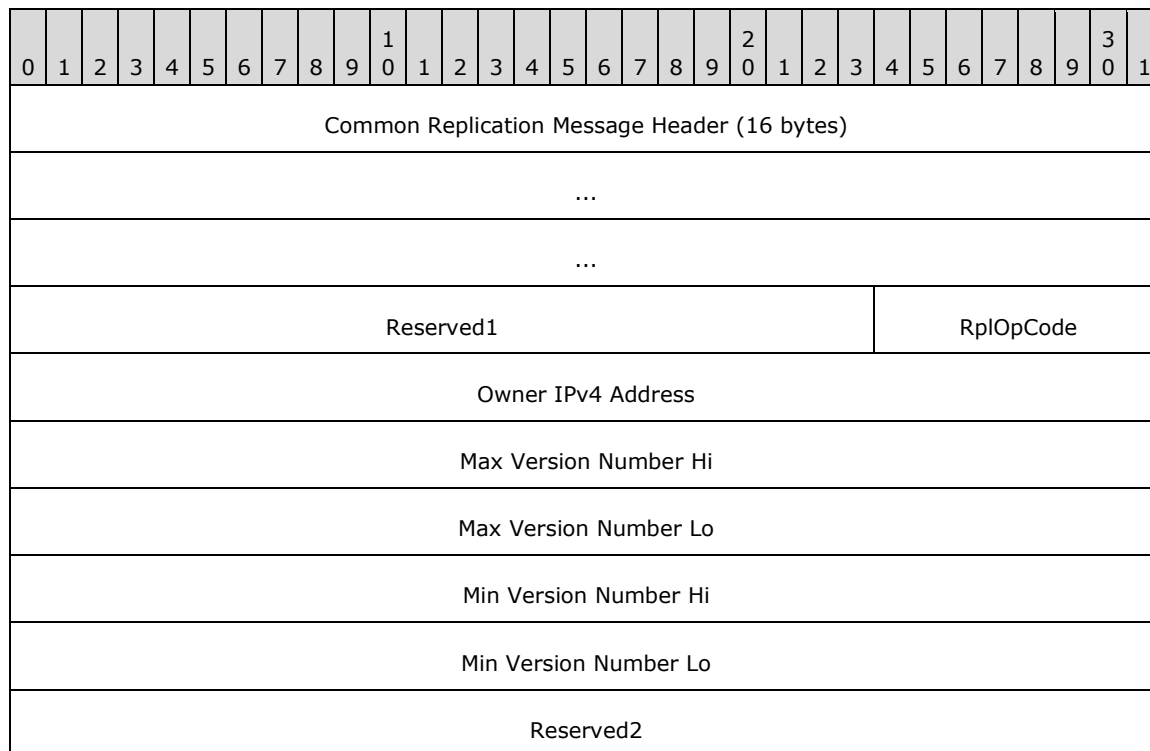 1 2 3
0 1 2 3 4 5 6 7 8 9 0 1 2 3 4 5 6 7 8 9 0 1 2 3 4 5 6 7 8 9 0 1
Common Replication Message Header (16 bytes)
...
...
Reserved1 RplOpCode
Owner IPv4 Address
Max Version Number Hi
Max Version Number Lo
Min Version Number Hi
Min Version Number Lo
Reserved2